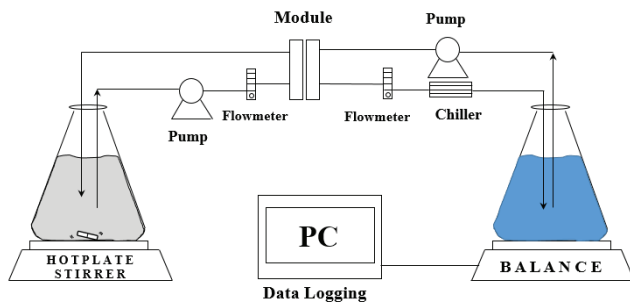 Module
Pump
Pump
Flowmeter
Flowmeter
Chiller
PC
HOTPLATE
STIRRER
BALANCE
Data Logging